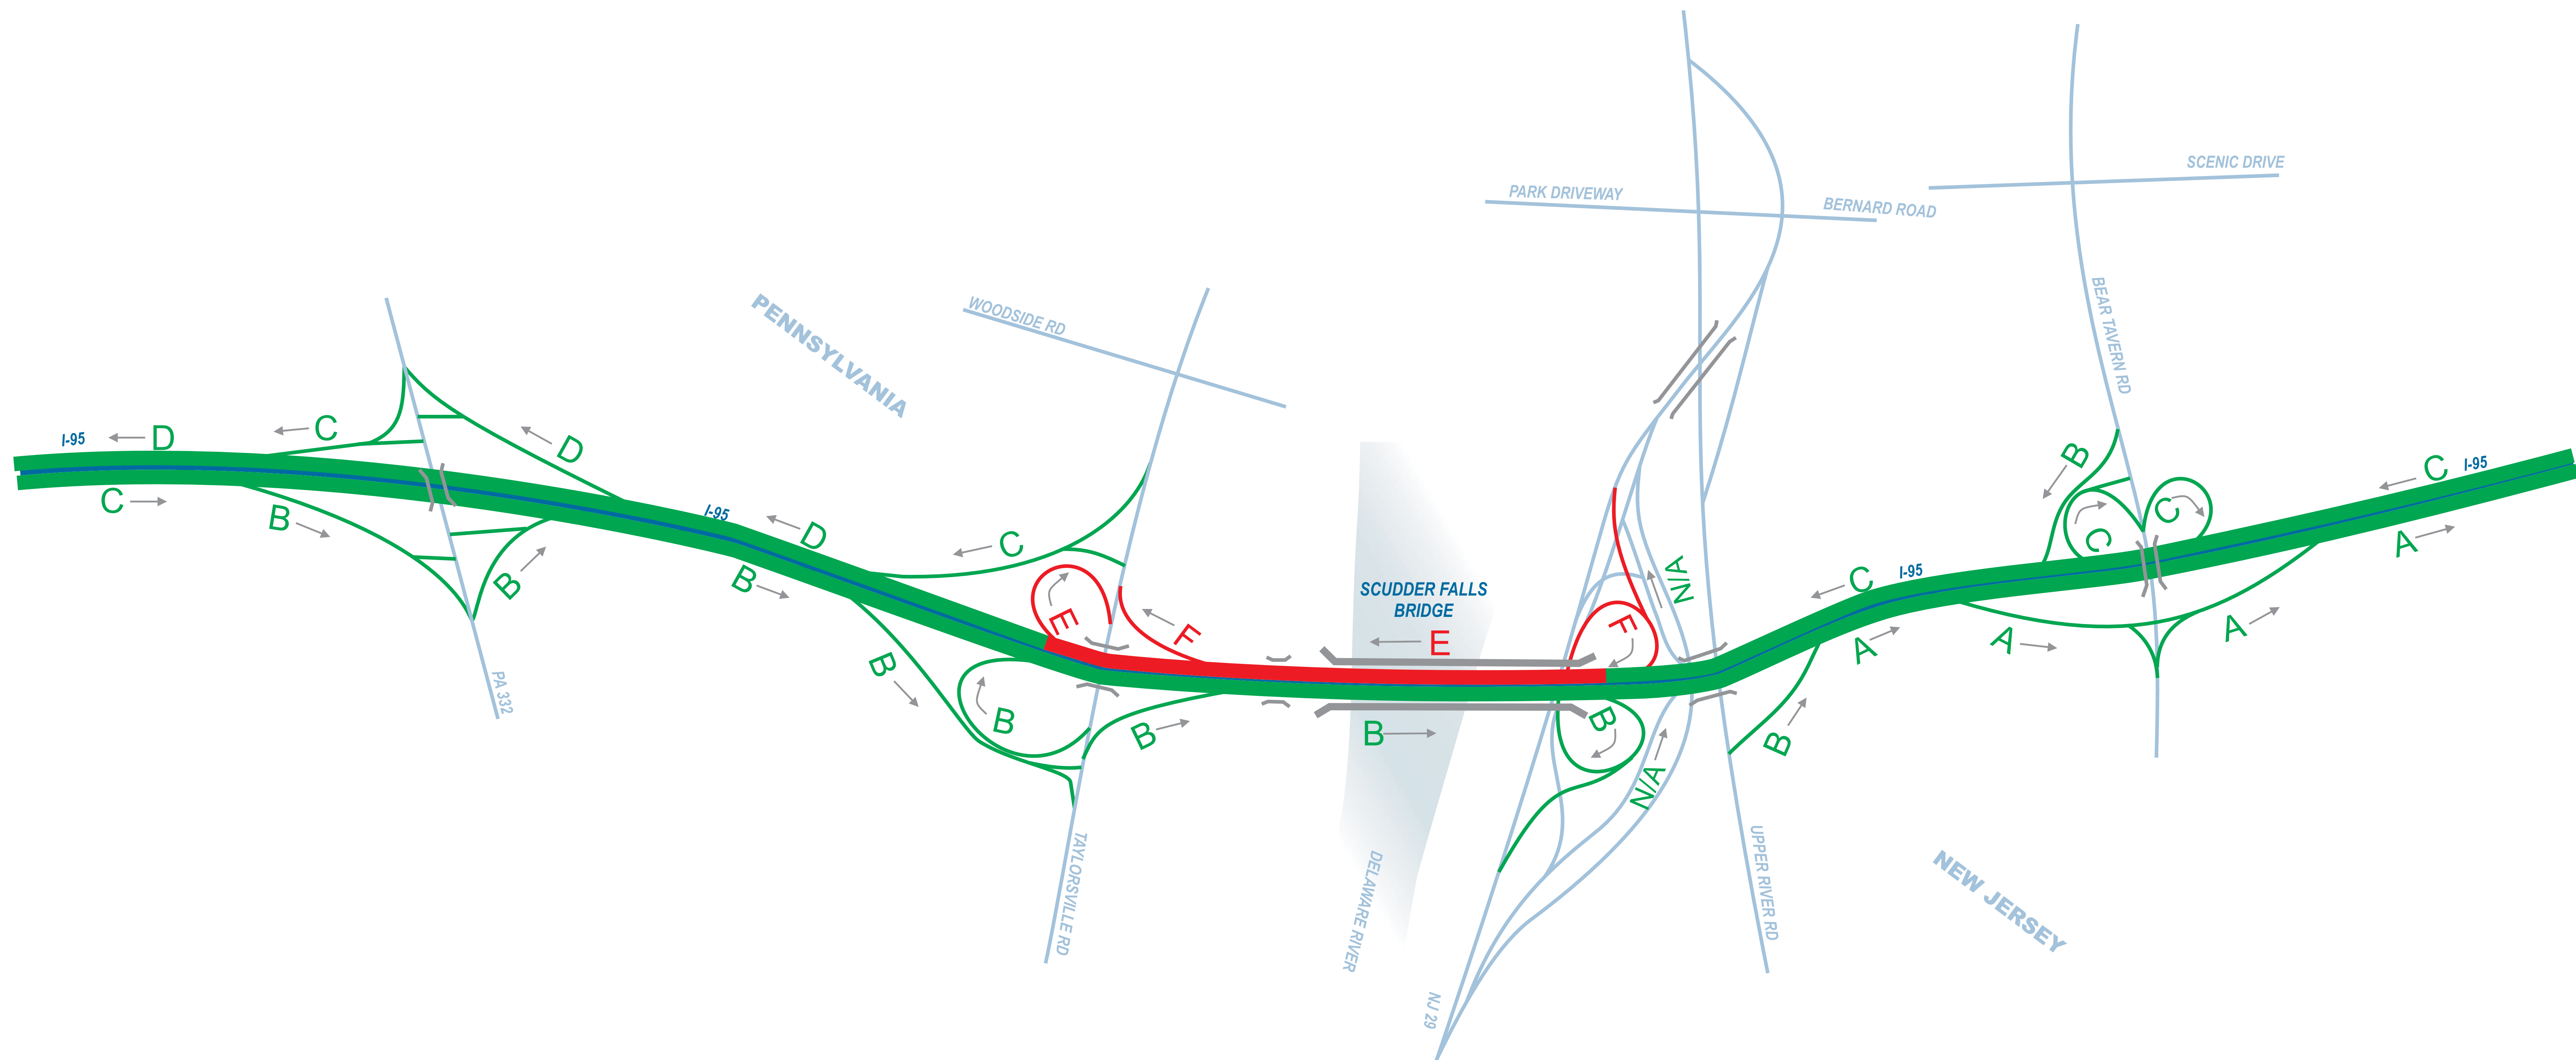 SCENIC DRIVE
PARK DRIVEWAY
BERNARD ROAD
PENNSYLVANIA
WOODSIDE RD
BEAR TAVERN RD
I-95
D
C
D
C
B
B
PA 332
I-95
D
B
C
E
F
B
B
B
TAYLORSVILLE RD
SCUDDER FALLS
BRIDGE
E
B
DELAWARE RIVER
F
N/A
B
N/A
NJ 29
UPPER RIVER RD
C
I-95
A
B
B
C
C
C
I-95
A
A
A
NEW JERSEY